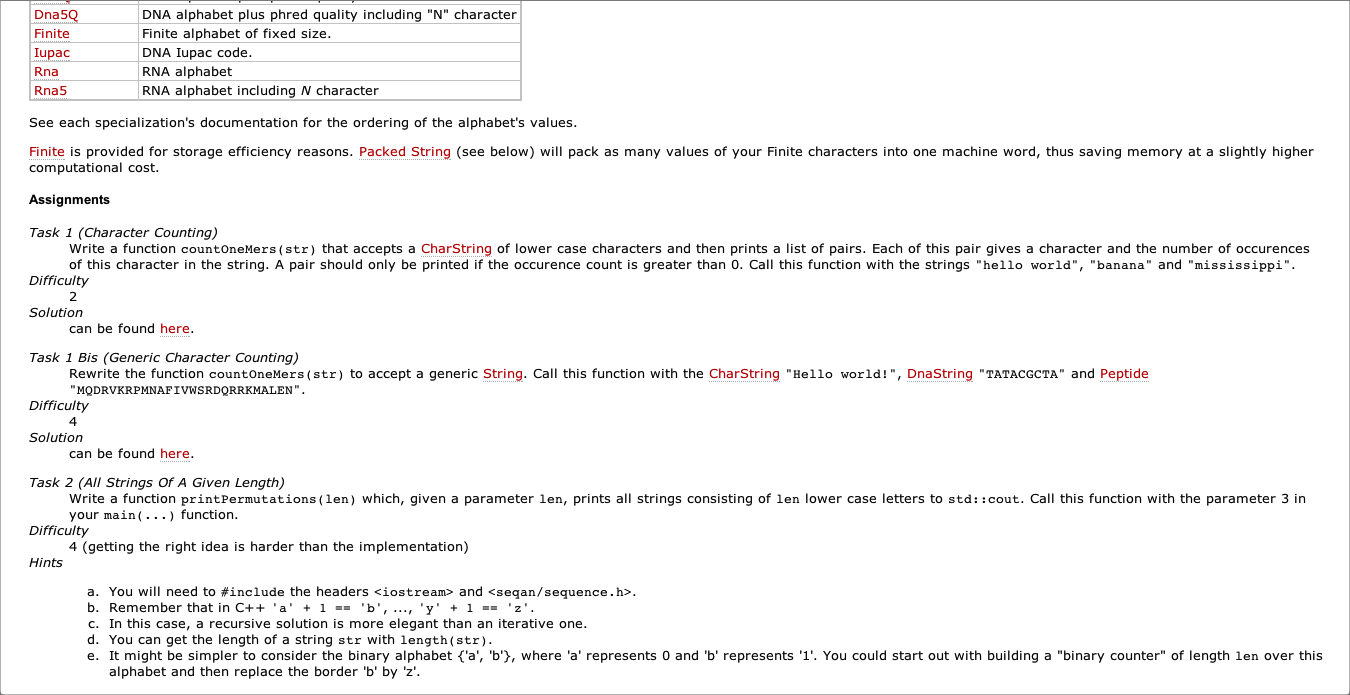 Dna5Q DNA alphabet plus phred quality including "N" character
Finite Finite alphabet of fixed size.
Iupac DNA Iupac code.
Rna RNA alphabet
Rna5 RNA alphabet including N character
See each specialization's documentation for the ordering of the alphabet's values.
Finite is provided for storage efficiency reasons. Packed String (see below) will pack as many values of your Finite characters into one machine word, thus saving memory at a slightly higher
computational cost.
Assignments
Task 1 (Character Counting)
Write a function countOneMers(str) that accepts a CharString of lower case characters and then prints a list of pairs. Each of this pair gives a character and the number of occurences
of this character in the string. A pair should only be printed if the occurence count is greater than 0. Call this function with the strings "hello world", "banana" and "mississippi".
Difficulty
2
Solution
can be found here.
Task 1 Bis (Generic Character Counting)
Rewrite the function countOneMers(str) to accept a generic String. Call this function with the CharString "Hello world!", DnaString "TATACGCTA" and Peptide
"MQDRVKRPMNAFIVWSRDQRRKMALEN".
Difficulty
4
Solution
can be found here.
Task 2 (All Strings Of A Given Length)
Write a function printPermutations(len) which, given a parameter len, prints all strings consisting of len lower case letters to std::cout. Call this function with the parameter 3 in
your main(...) function.
Difficulty
4 (getting the right idea is harder than the implementation)
Hints
a. You will need to #include the headers <iostream> and <seqan/sequence.h>.
b. Remember that in C++ 'a' + 1 == 'b', ..., 'y' + 1 == 'z'.
c. In this case, a recursive solution is more elegant than an iterative one.
d. You can get the length of a string str with length(str).
e. It might be simpler to consider the binary alphabet {'a', 'b'}, where 'a' represents 0 and 'b' represents '1'. You could start out with building a "binary counter" of length len over this
alphabet and then replace the border 'b' by 'z'.